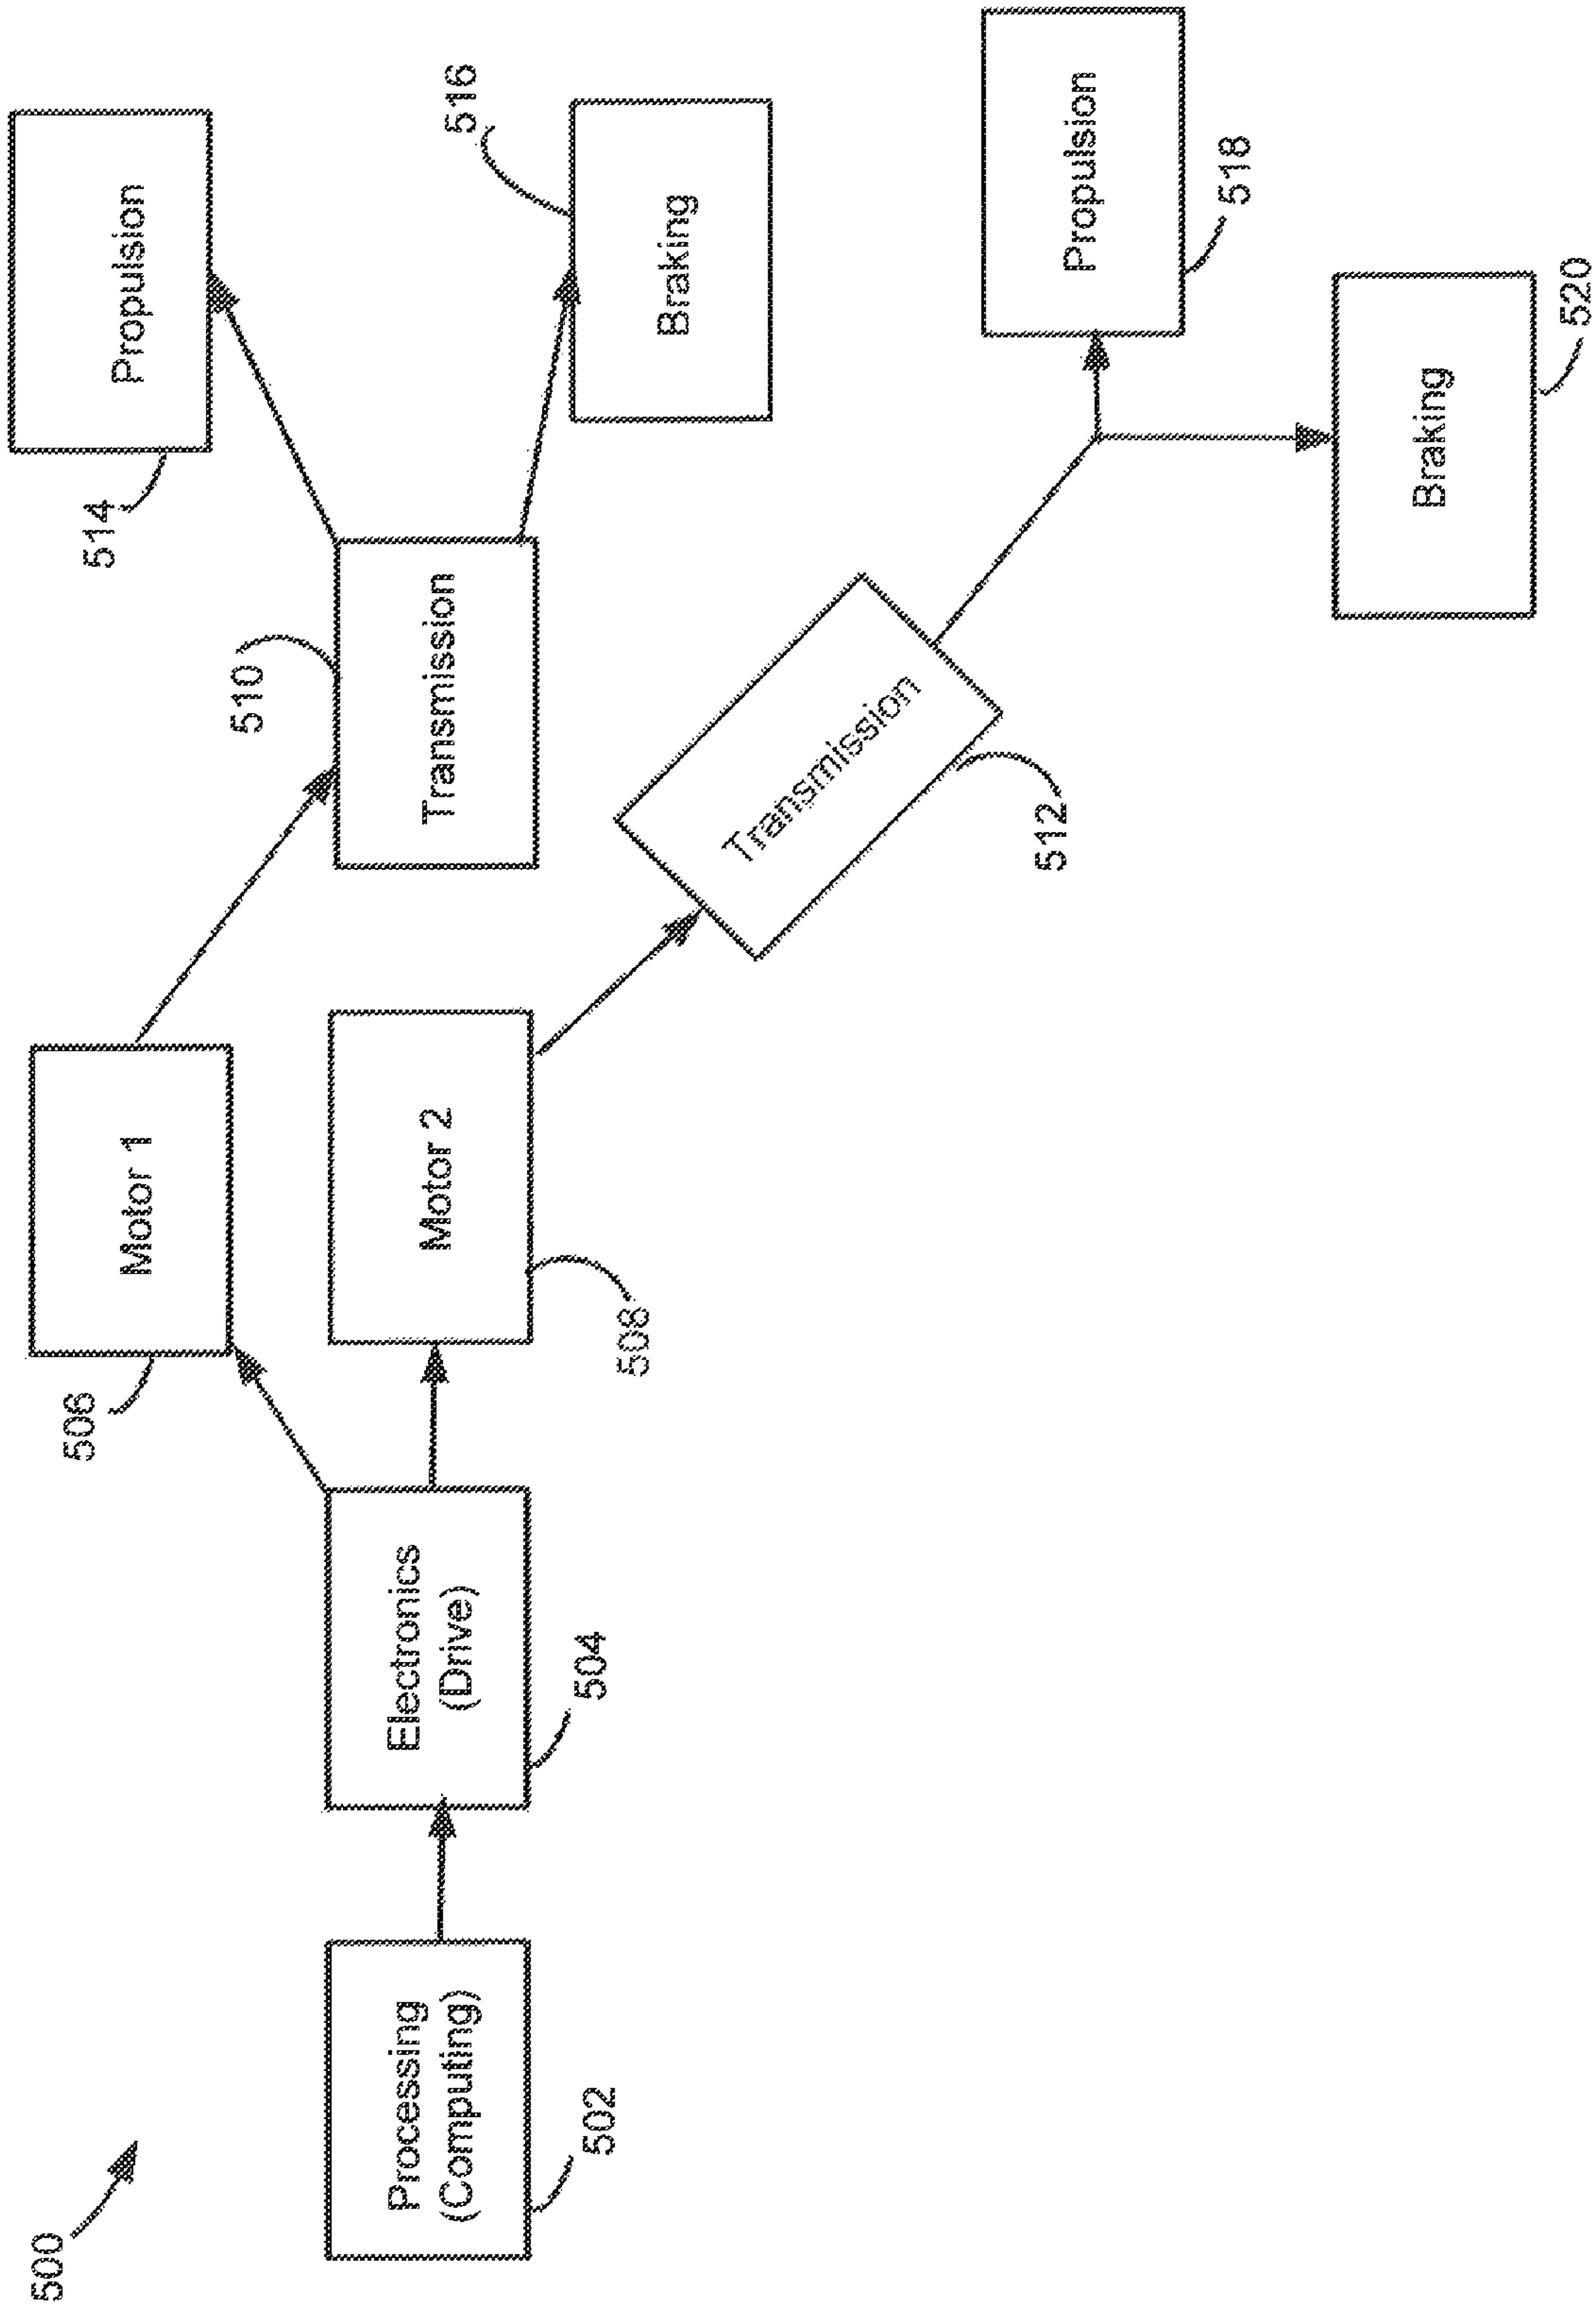 500
Processing
(Computing)
502
Electronics
(Drive)
504
506
Motor 1
Motor 2
508
510
Transmission
Transmission
512
514
Propulsion
516
Braking
Propulsion
518
Braking
520